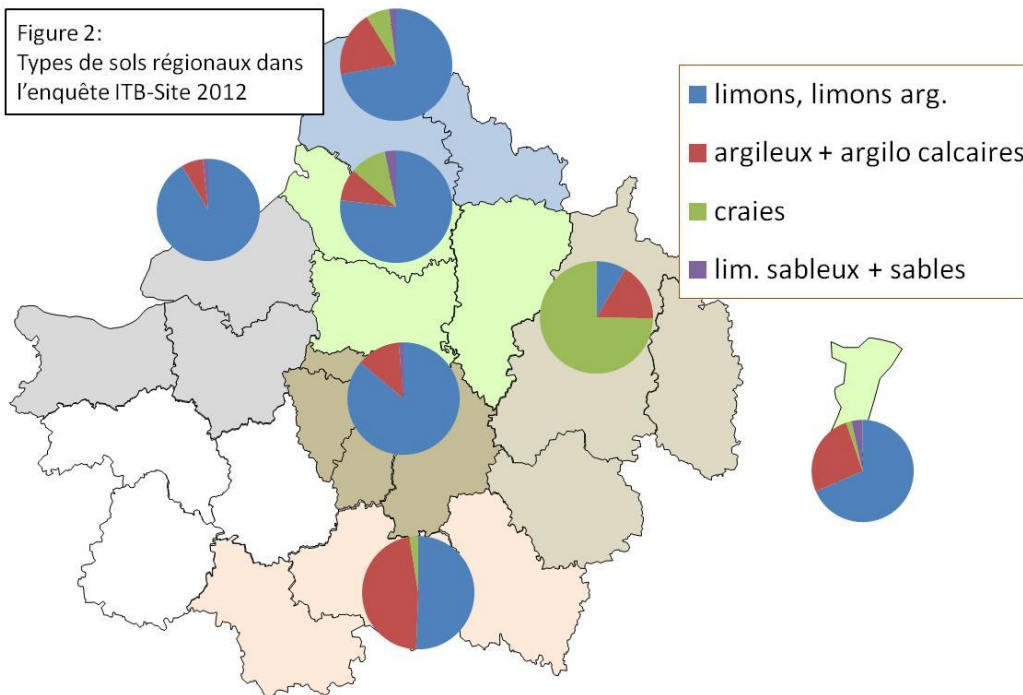 Figure 2:
Types de sols régionaux dans
l'enquête ITB-Site 2012
limons, limons arg.
argileux + argilo calcaires
craies
lim. sableux + sables